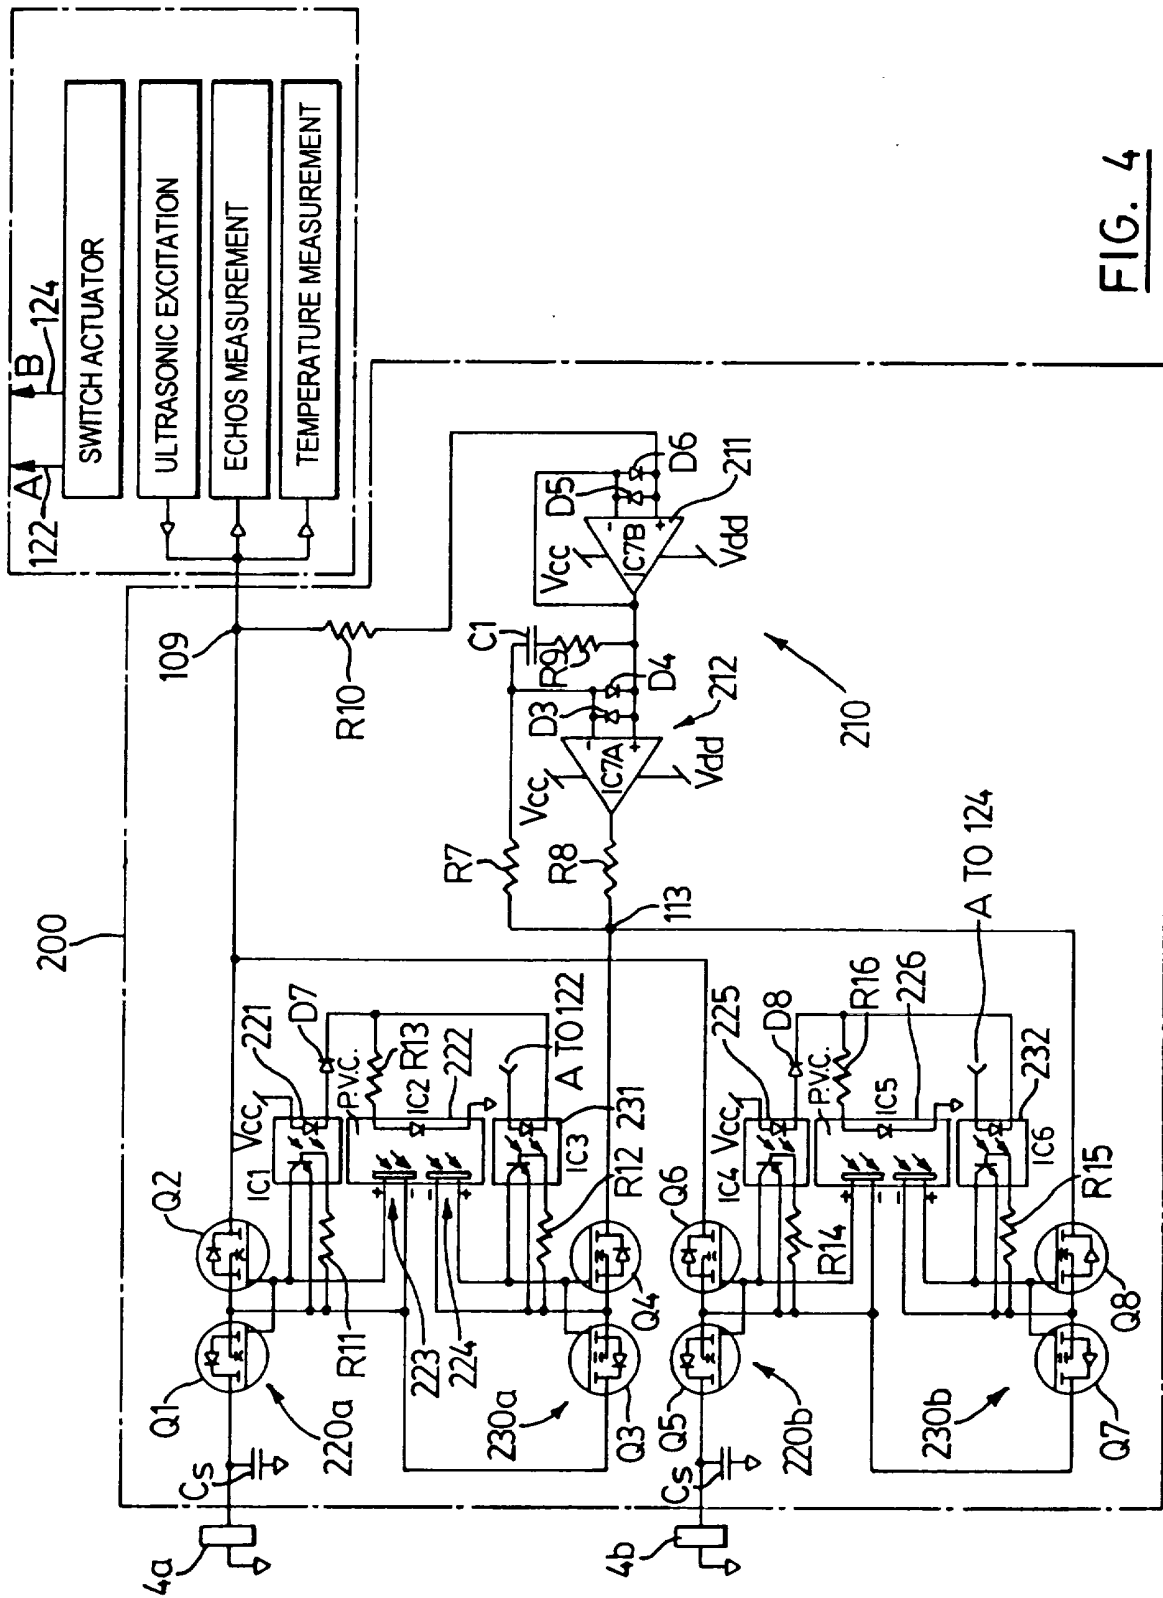 A
B
122
124
SWITCH ACTUATOR
ULTRASONIC EXCITATION
ECHOS MEASUREMENT
TEMPERATURE MEASUREMENT
109
200
R10
C1
R9
D5
D6
Vcc
IC7B
-
+
211
Vdd
D3
D4
Vcc
IC7A
-
+
212
Vdd
210
R7
R8
113
4a
Cs
Q1
Q2
220a
R11
IC1
Vcc
221
D7
P.V.C.
R13
IC2
222
223
224
+
-
-
+
A TO 122
231
IC3
R12
230a
Q3
Q4
4b
Cs
Q5
Q6
220b
R14
IC4
Vcc
225
D8
P.V.C.
R16
IC5
226
+
-
-
+
A TO 124
232
IC6
R15
230b
Q7
Q8
FIG. 4